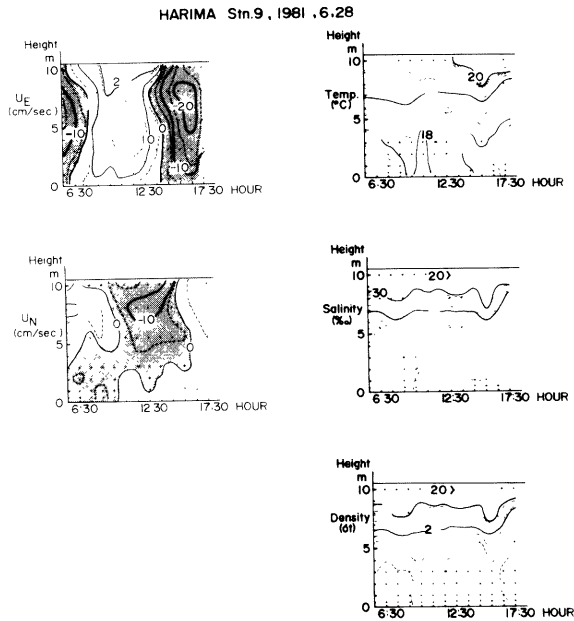 HARIMA Stn.9, 1981, 6.28
Height
m
10
UE
(cm/sec)
5
0
2
-20
-10
10
0
-10
6 30 12 30 17 30 HOUR
Height
m
10
Temp.
(°C)
5
0
20
18
6:30 12:30 17:30 HOUR
Height
m
10
UN
(cm/sec)
5
0
0
-10
0
6:30 12 30 17:30 HOUR
Height
m
10
Salinity
(‰)
5
0
20>
30
6 30 12:30 17:30 HOUR
Height
m
10
Density
(σt)
5
0
20>
2
6:30 12:30 17:30 HOUR